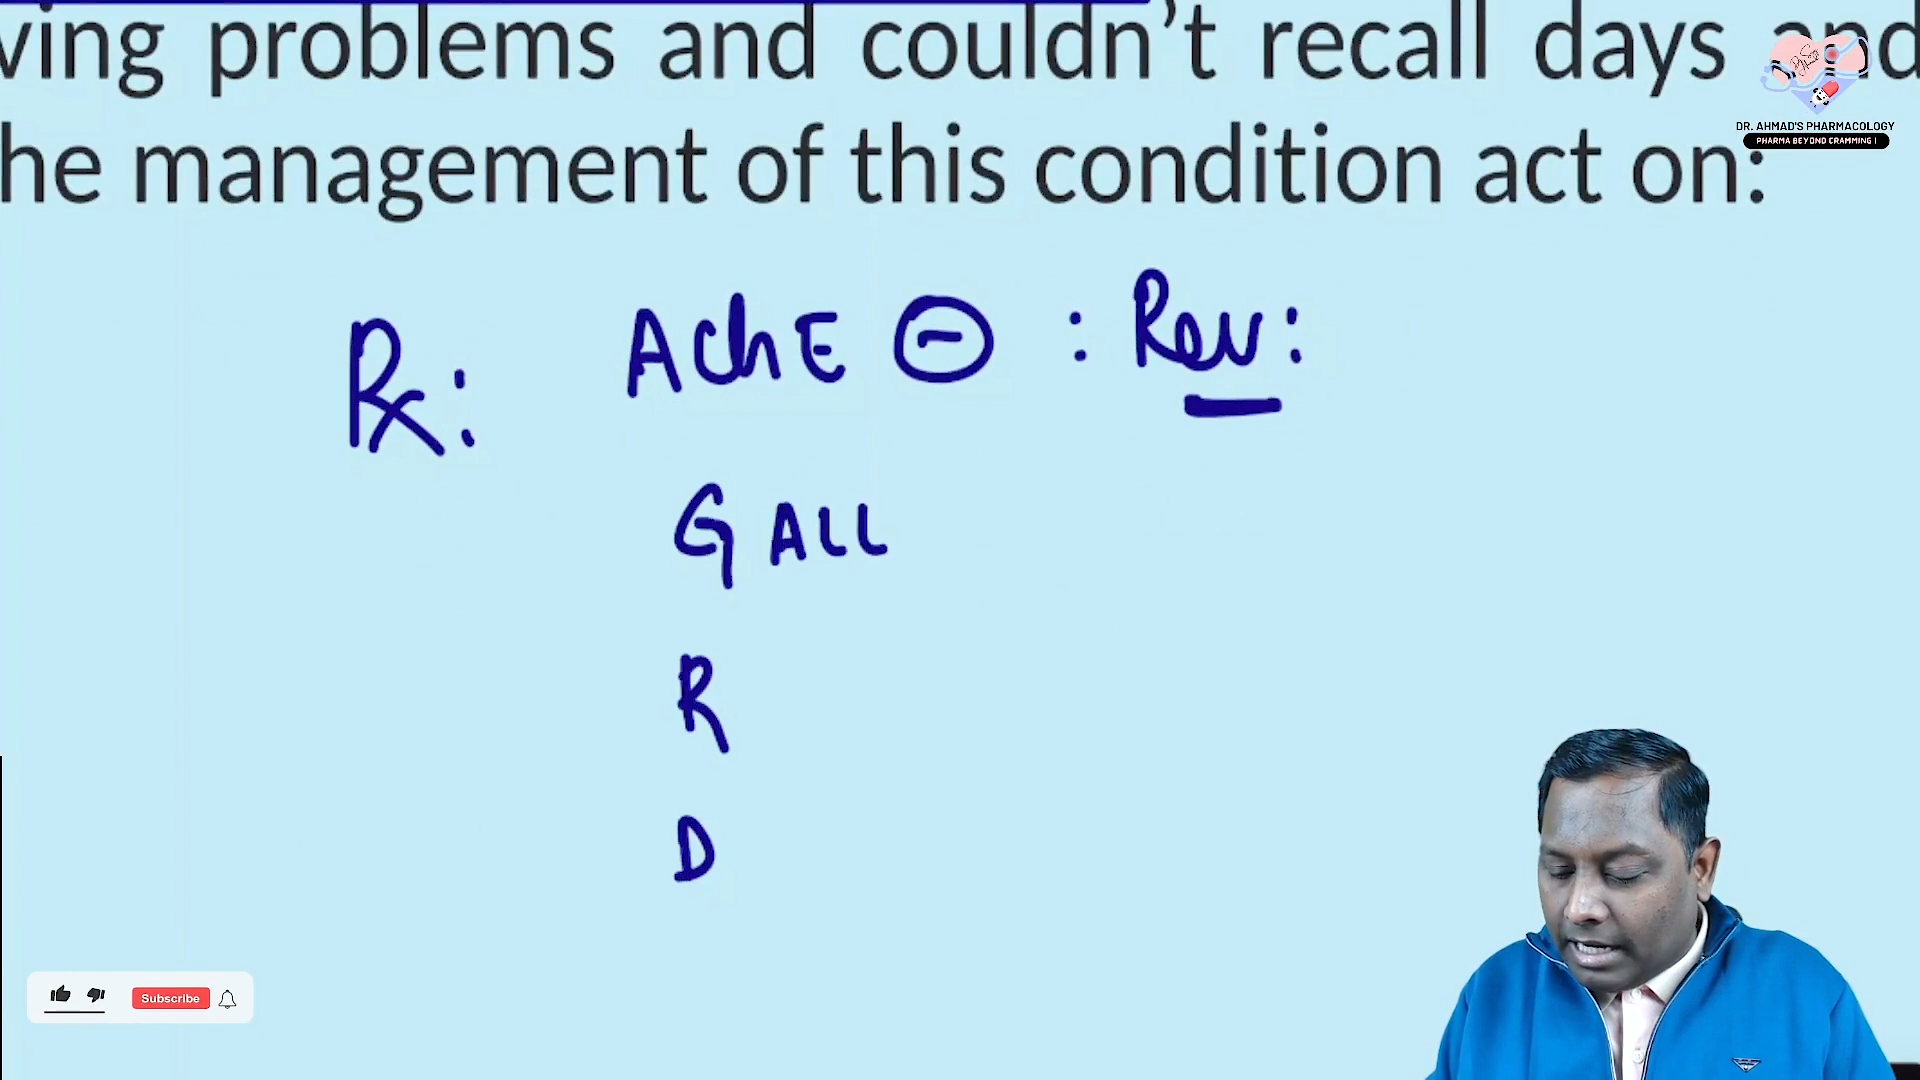 ving problems and couldn't recall days and
he management of this condition act on:
DR. AHMAD'S PHARMACOLOGY
PHARMA BEYOND CRAMMING !
Rx: AChE - : Rev:
GALL
R
D
Subscribe